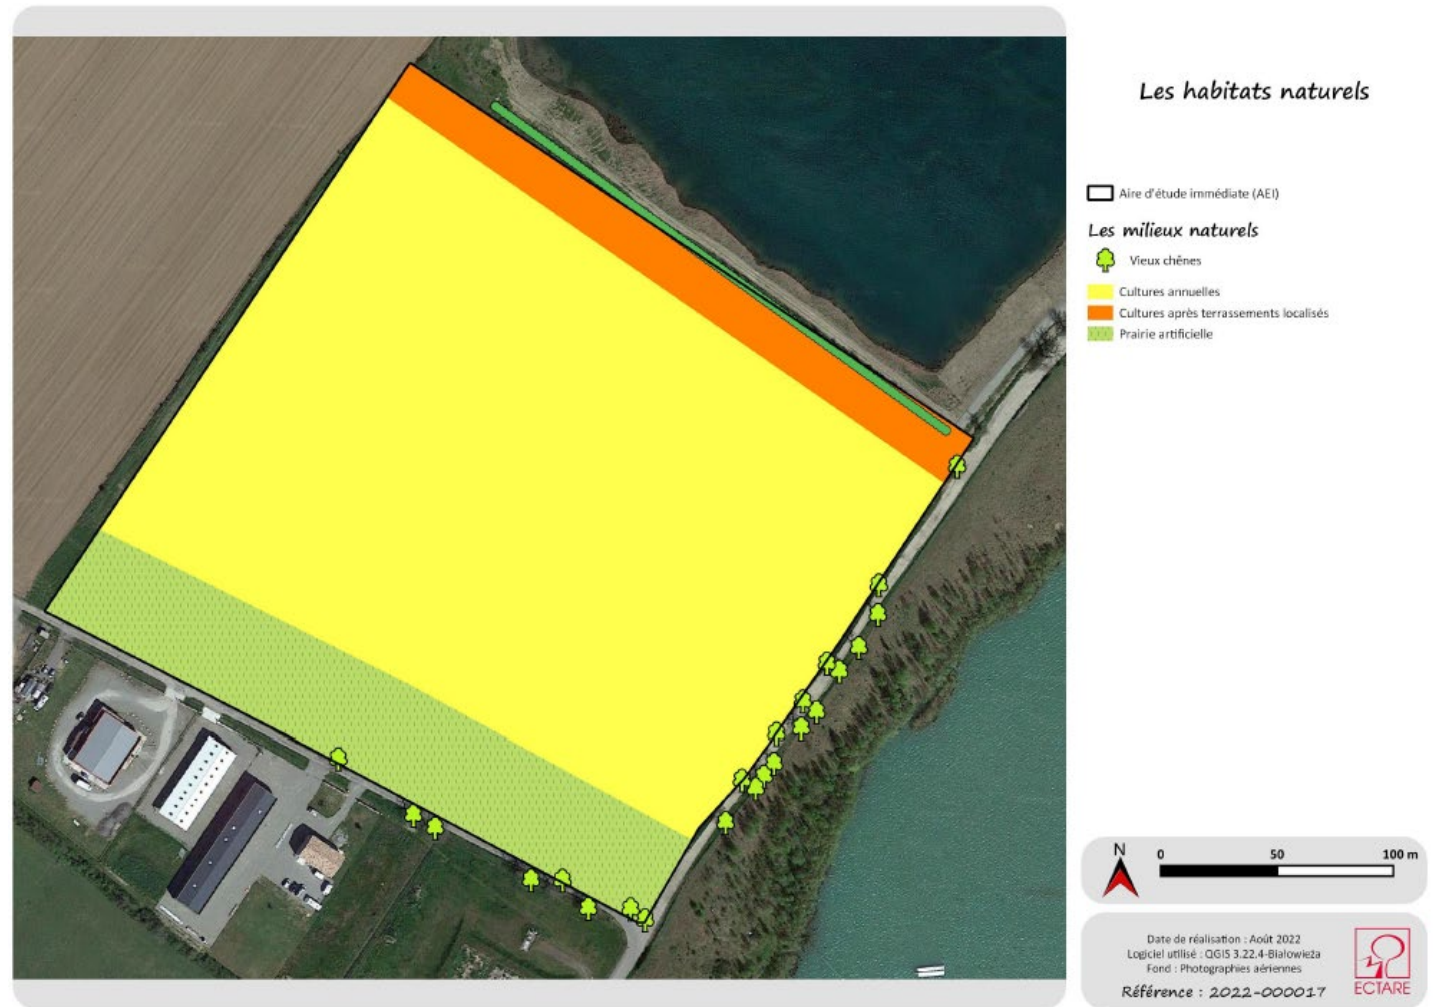 Les habitats naturels
Aire d'étude immédiate (AEI)
Les milieux naturels
Vieux chênes
Cultures annuelles
Cultures après terrassements localisés
Prairie artificielle
N
0 50 100 m
Date de réalisation : Août 2022
Logiciel utilisé : QGIS 3.22.4-Bialowieza
Fond : Photographies aériennes
Référence : 2022-000017
ECTARE